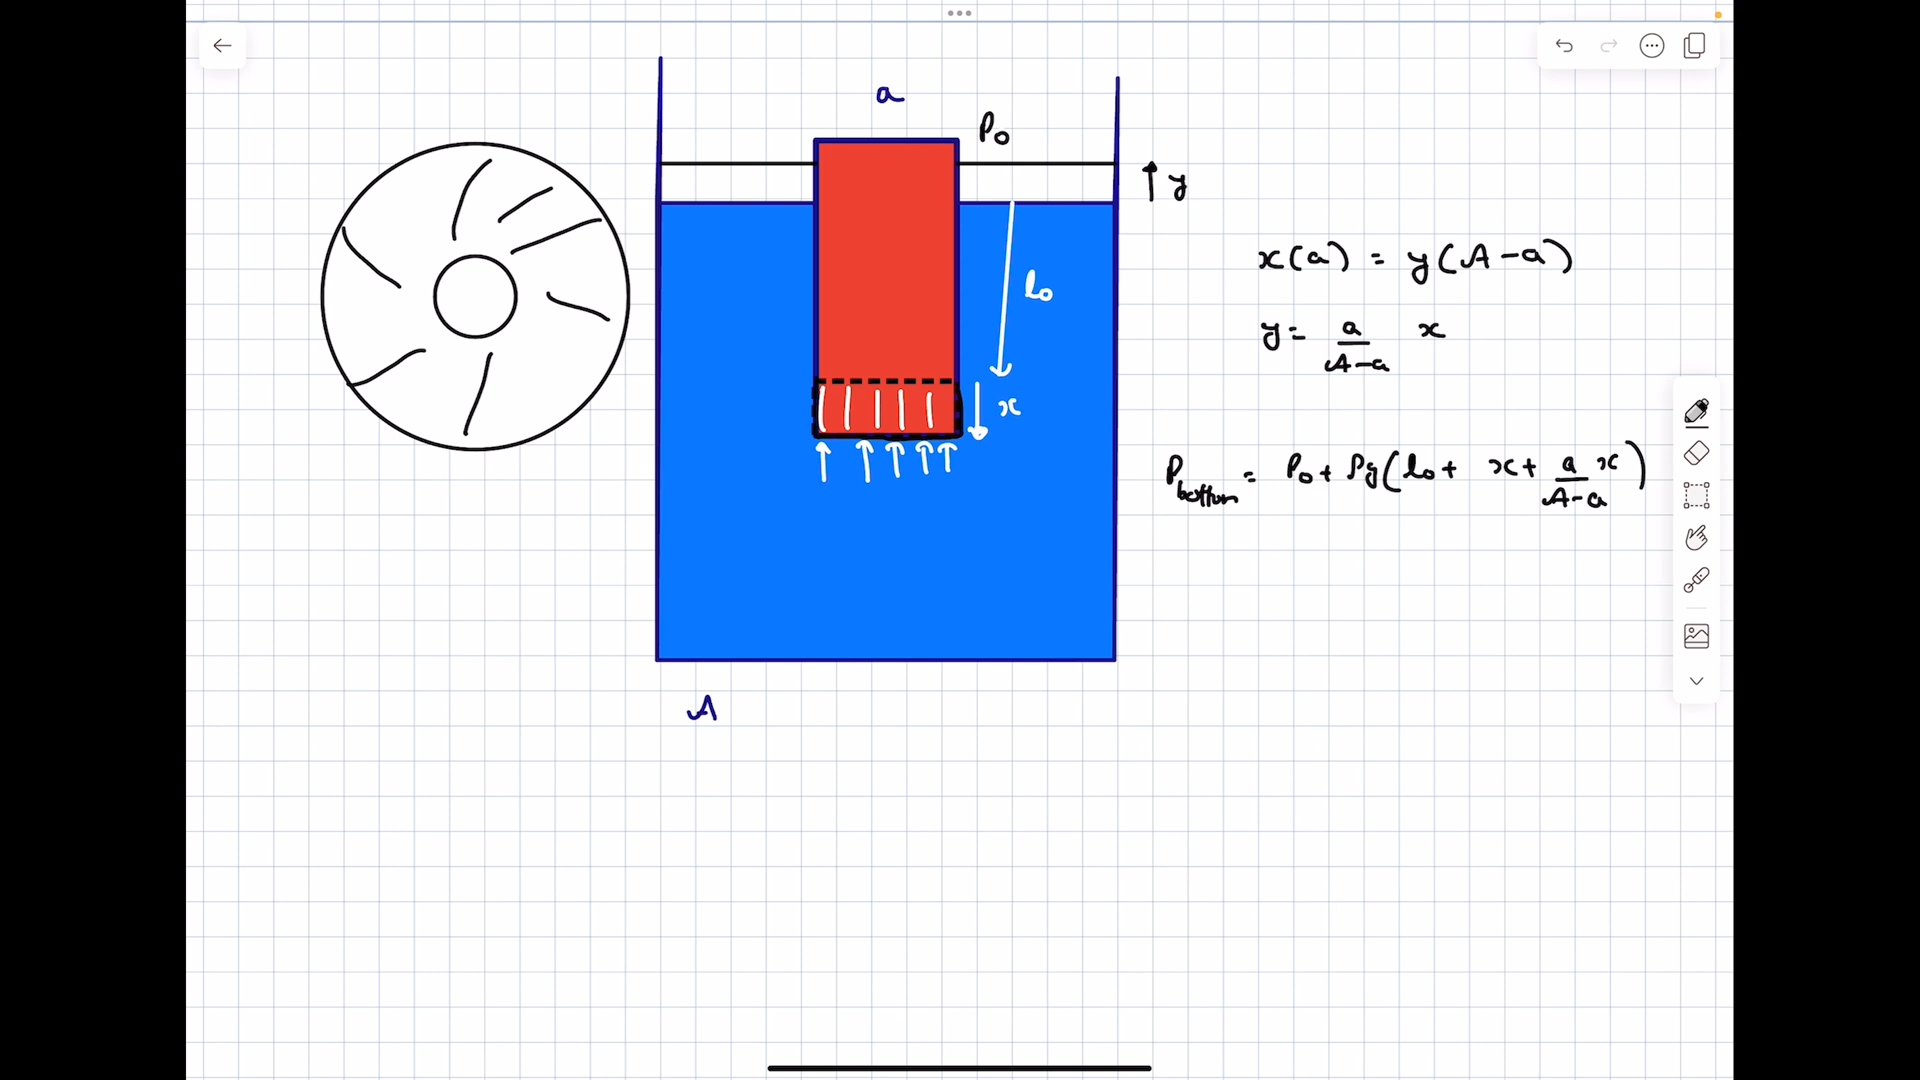 a
P₀
y
x(a) = y(A-a)
l₀
y = a/(A-a) x
x
P_bottom = P₀ + ρg(l₀ + x + a/(A-a) x)
A